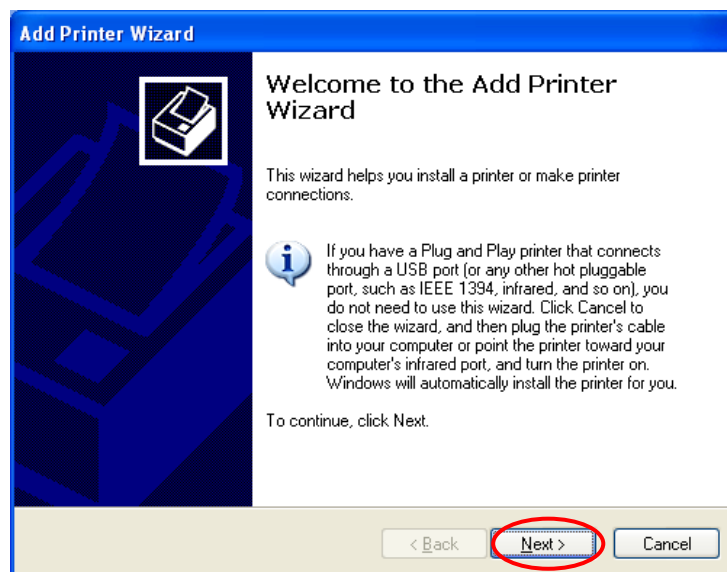 Add Printer Wizard
Welcome to the Add Printer
Wizard
This wizard helps you install a printer or make printer
connections.
If you have a Plug and Play printer that connects
through a USB port (or any other hot pluggable
port, such as IEEE 1394, infrared, and so on), you
do not need to use this wizard. Click Cancel to
close the wizard, and then plug the printer's cable
into your computer or point the printer toward your
computer's infrared port, and turn the printer on.
Windows will automatically install the printer for you.
To continue, click Next.
< Back Next > Cancel